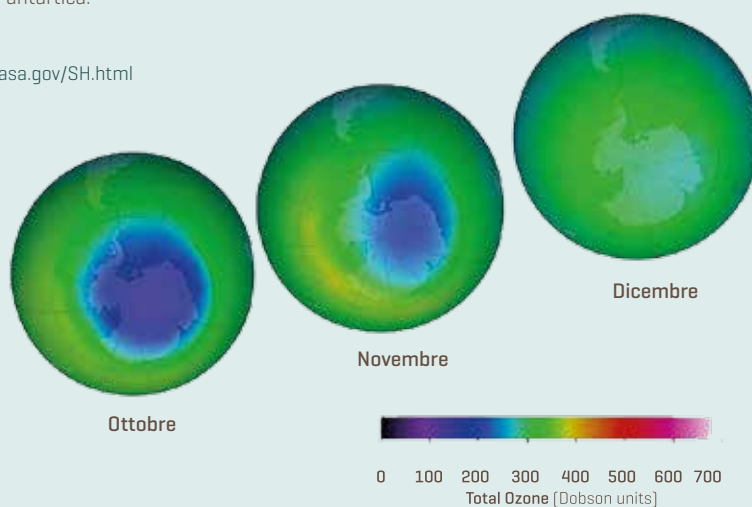 antartica.
asa.gov/SH.html
Dicembre
Novembre
Ottobre
0 100 200 300 400 500 600 700
Total Ozone (Dobson units)